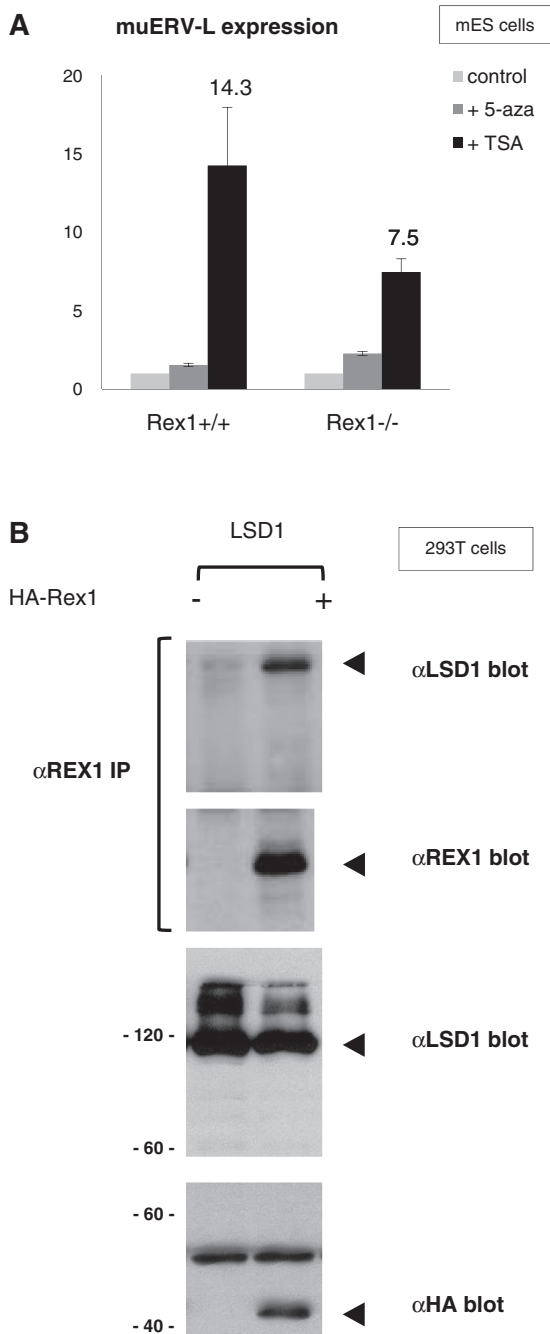 A
muERV-L expression
mES cells
control
+ 5-aza
+ TSA
20
15
10
5
0
14.3
7.5
Rex1+/+
Rex1-/-
B
LSD1
293T cells
HA-Rex1
- +
αLSD1 blot
αREX1 IP
αREX1 blot
- 120 -
αLSD1 blot
- 60 -
- 60 -
αHA blot
- 40 -